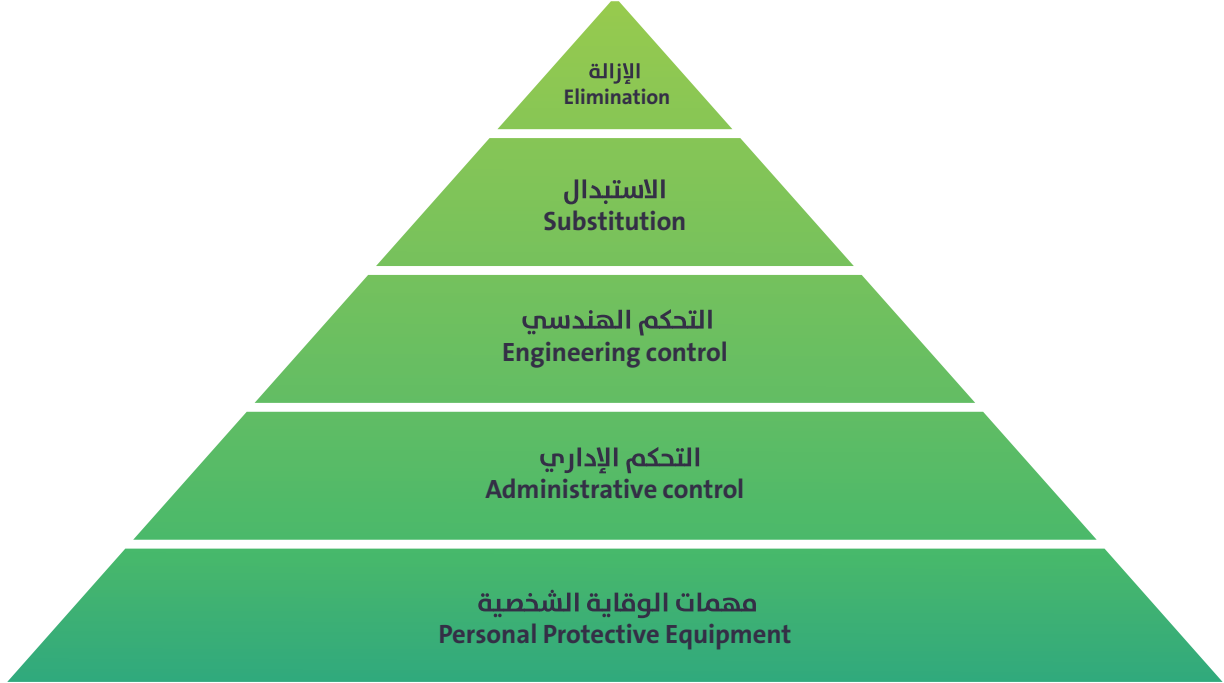 الإزالة
Elimination
الاستبدال
Substitution
التحكم الهندسي
Engineering control
التحكم الإداري
Administrative control
مهمات الوقاية الشخصية
Personal Protective Equipment